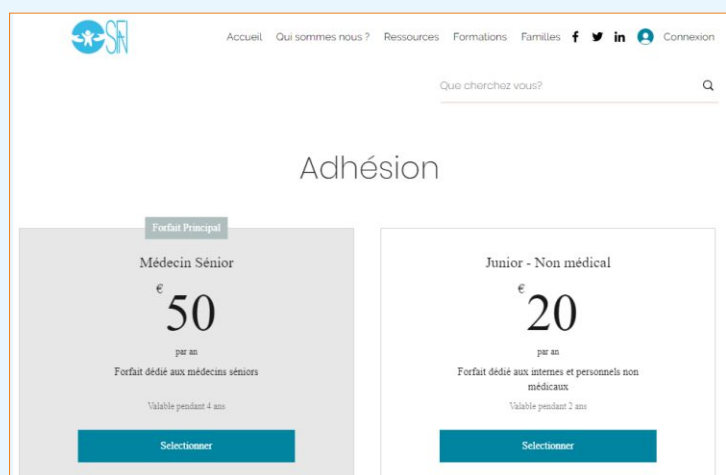 SFN
Accueil Qui sommes nous ? Ressources Formations Familles Connexion
Que cherchez vous?
Adhésion
Forfait Principal
Médecin Sénior
€
50
par an
Forfait dédié aux médecins séniors
Valable pendant 4 ans
Selectionner
Junior - Non médical
€
20
par an
Forfait dédié aux internes et personnels non
médicaux
Valable pendant 2 ans
Selectionner